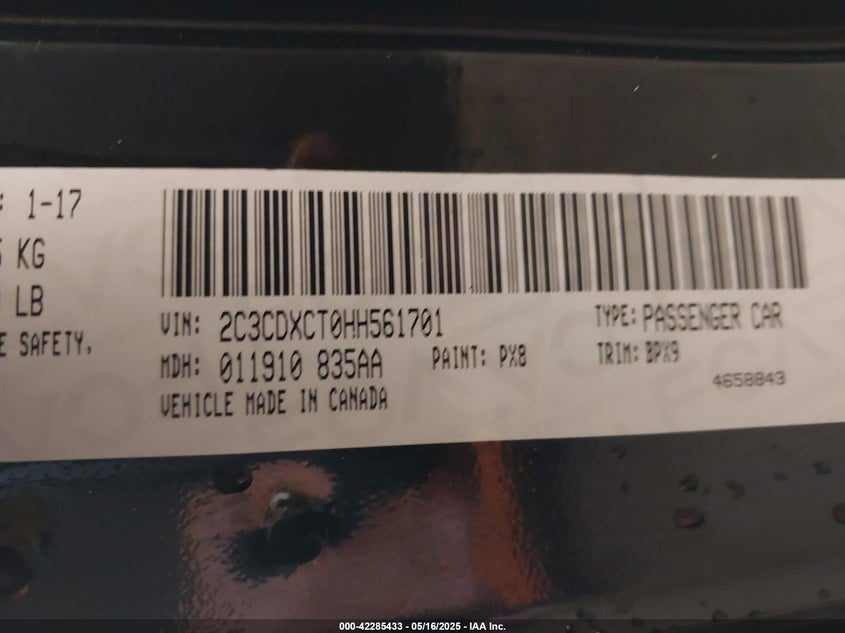 : 1-17
KG
LB
E SAFETY,
VIN: 2C3CDXCT0HH561701
TYPE: PASSENGER CAR
MDH: 011910 835AA
PAINT: PX8
TRIM: BPX9
VEHICLE MADE IN CANADA
4658843
000-42285433 - 05/16/2025 - IAA Inc.